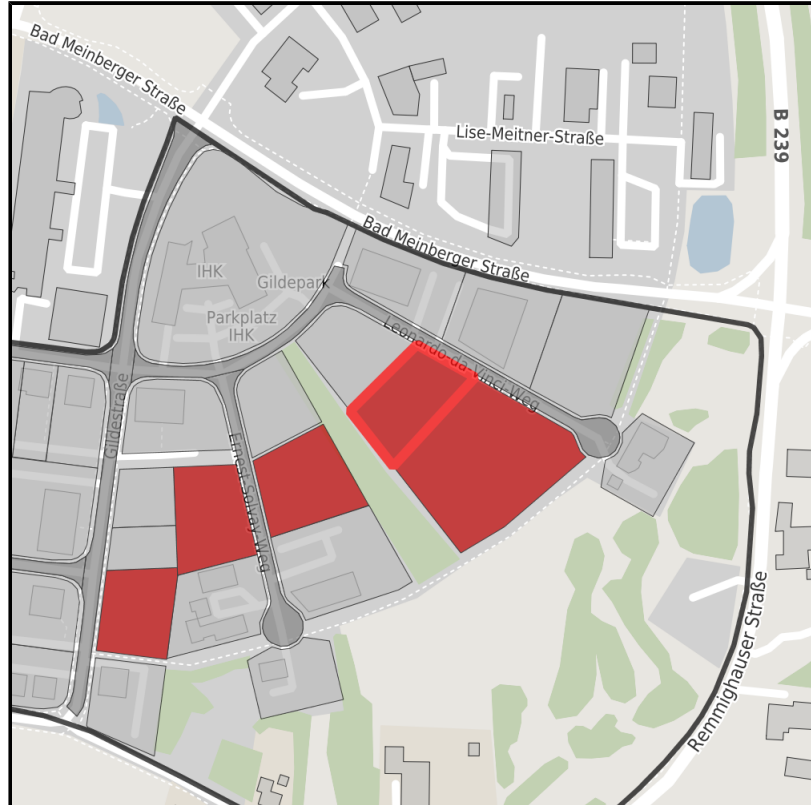 Bad Meinberger Straße
Lise-Meitner-Straße
B 239
Bad Meinberger Straße
IHK
Gildepark
Parkplatz
IHK
Leonardo-da-Vinci-Weg
Gildestraße
Ernest-Solvay-Weg
Remmighauser Straße